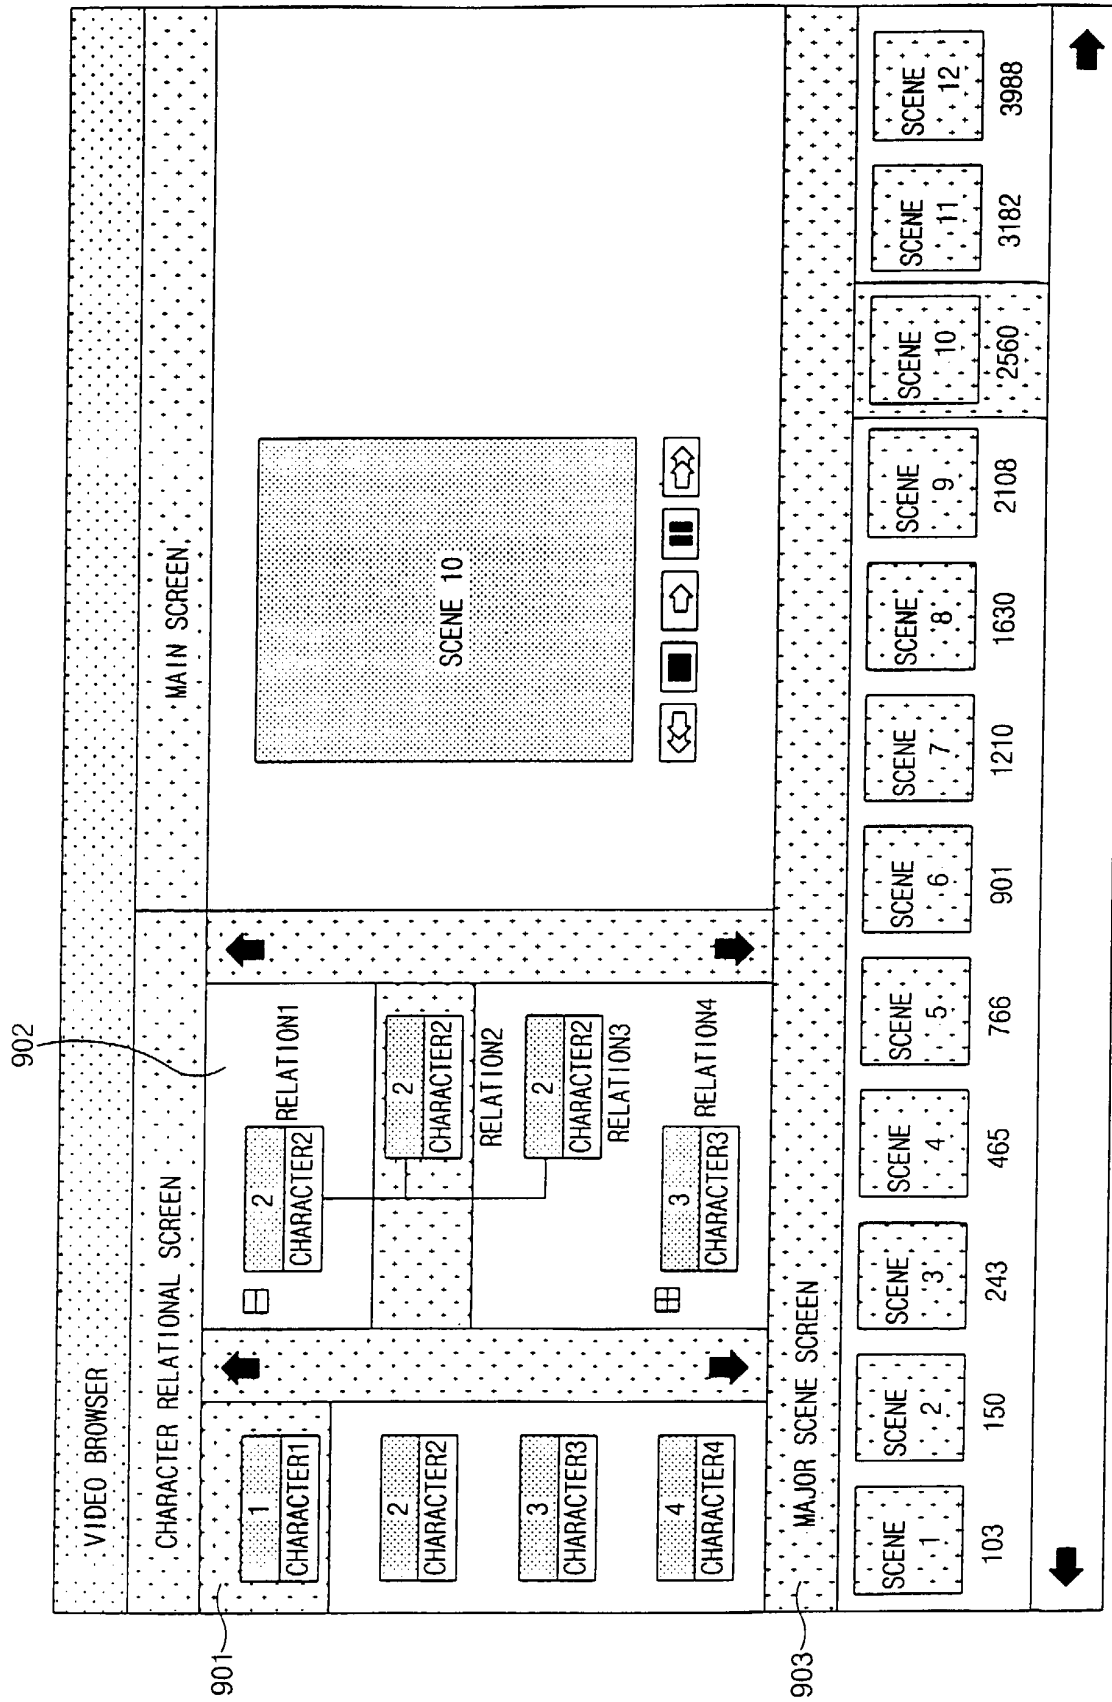 VIDEO BROWSER
CHARACTER RELATIONAL SCREEN
MAIN SCREEN
901
1
CHARACTER1
2
CHARACTER2
3
CHARACTER3
4
CHARACTER4
902
2
CHARACTER2
RELATION1
2
CHARACTER2
RELATION2
2
CHARACTER2
RELATION3
3
CHARACTER3
RELATION4
SCENE 10
903
MAJOR SCENE SCREEN
SCENE
1
103
SCENE
2
150
SCENE
3
243
SCENE
4
465
SCENE
5
766
SCENE
6
901
SCENE
7
1210
SCENE
8
1630
SCENE
9
2108
SCENE
10
2560
SCENE
11
3182
SCENE
12
3988